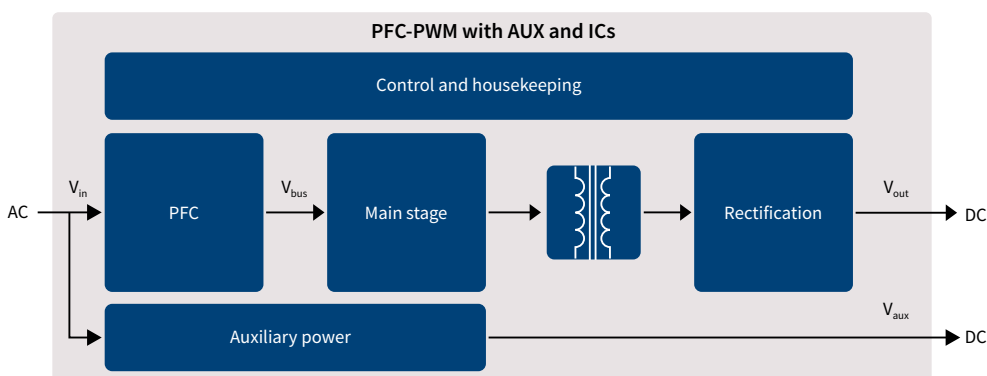 PFC-PWM with AUX and ICs
Control and housekeeping
AC
Vin
PFC
Vbus
Main stage
Rectification
Vout
DC
Auxiliary power
Vaux
DC